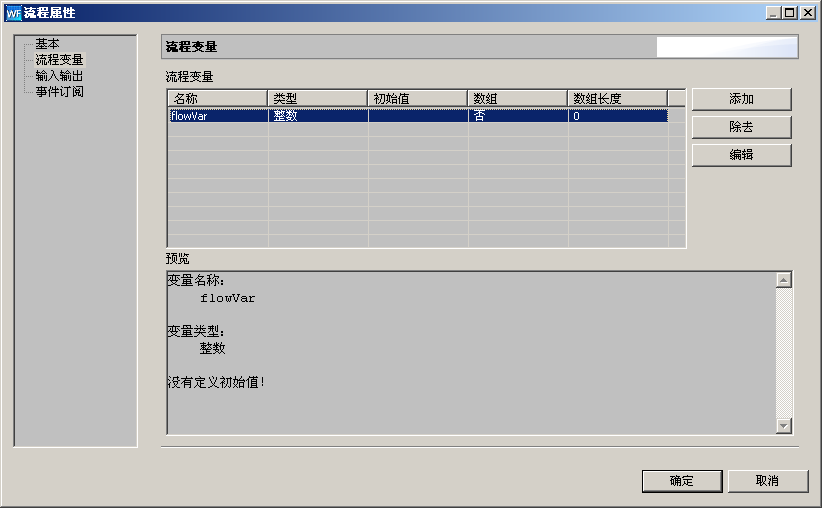 WF 流程属性
基本
流程变量
输入输出
事件订阅
流程变量
流程变量
名称 类型 初始值 数组 数组长度
flowVar 整数 否 0
添加
除去
编辑
预览
变量名称:
flowVar
变量类型:
整数
没有定义初始值!
确定 取消